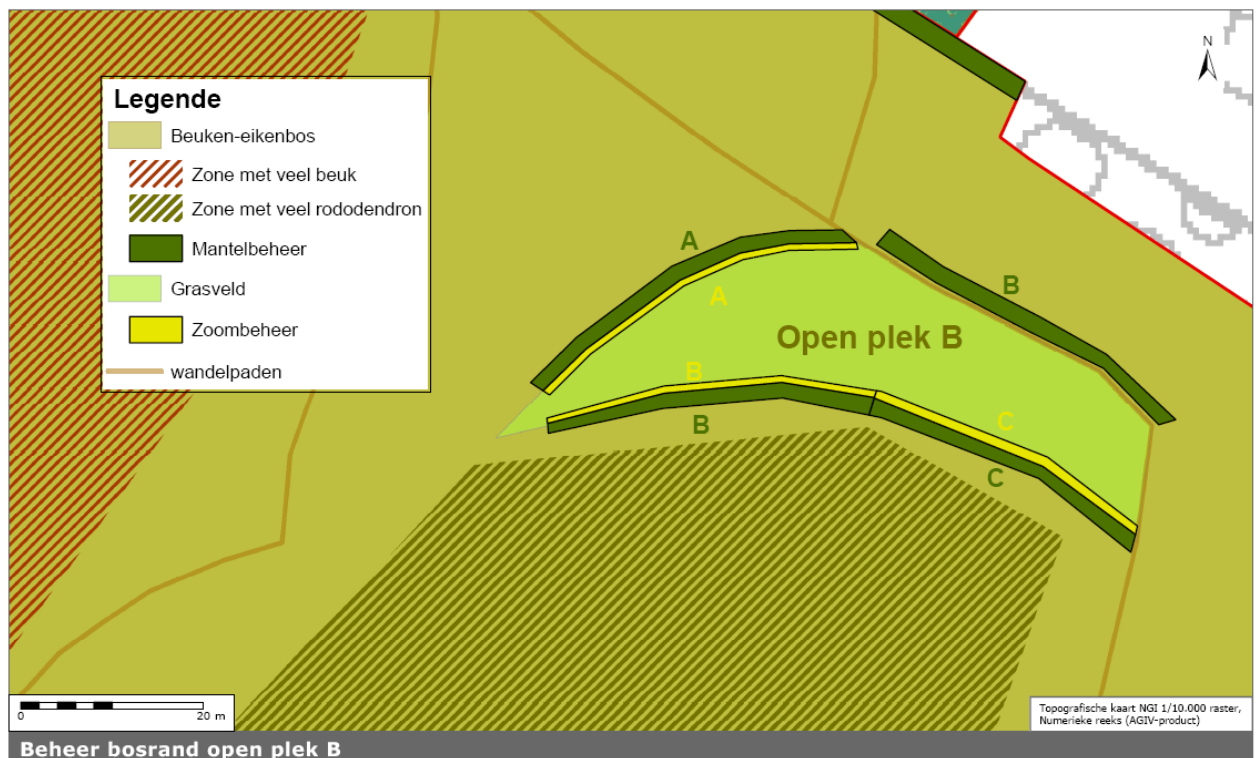 N
Legende
Beuken-eikenbos
Zone met veel beuk
Zone met veel rododendron
Mantelbeheer
Grasveld
Zoombeheer
wandelpaden
A
A
B
Open plek B
B
B
C
C
0 20 m
Topografische kaart NGI 1/10.000 raster,
Numerieke reeks (AGIV-product)
Beheer bosrand open plek B